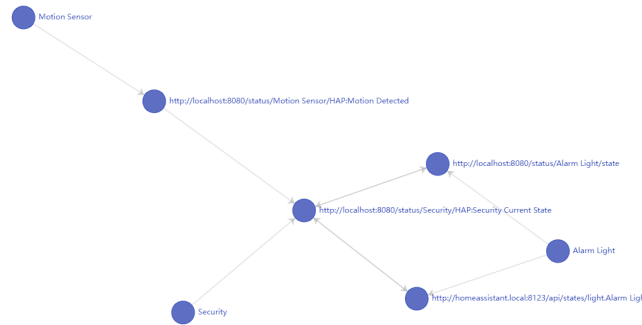 Motion Sensor
http://localhost:8080/status/Motion Sensor/HAP:Motion Detected
http://localhost:8080/status/Alarm Light/state
http://localhost:8080/status/Security/HAP:Security Current State
Alarm Light
http://homeassistant.local:8123/api/states/light.Alarm Ligh
Security